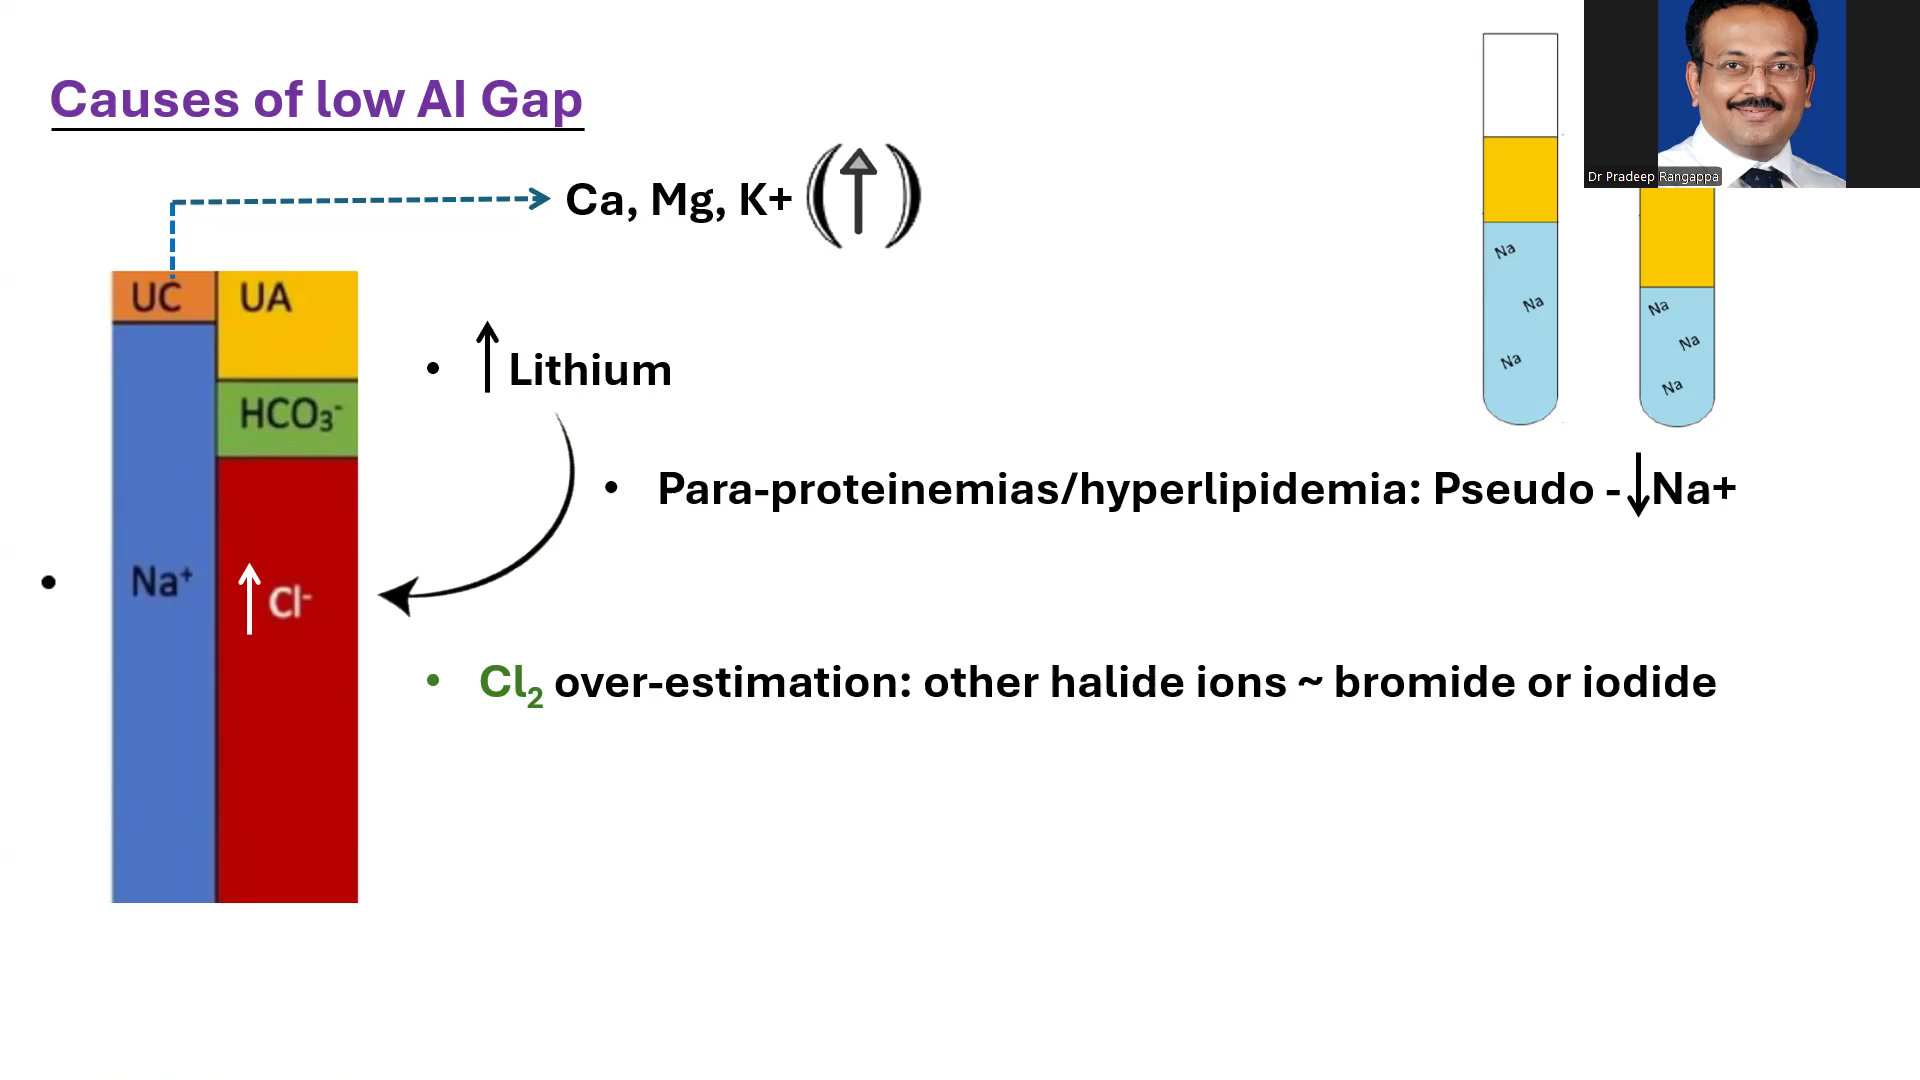 Causes of low AI Gap
Dr Pradeep Rangappa
Ca, Mg, K+ (↑)
UC
UA
HCO₃⁻
Na⁺
↑ Cl⁻
• ↑ Lithium
Na
Na
Na
Na
Na
Na
• Para-proteinemias/hyperlipidemia: Pseudo -↓Na+
• Cl₂ over-estimation: other halide ions ~ bromide or iodide